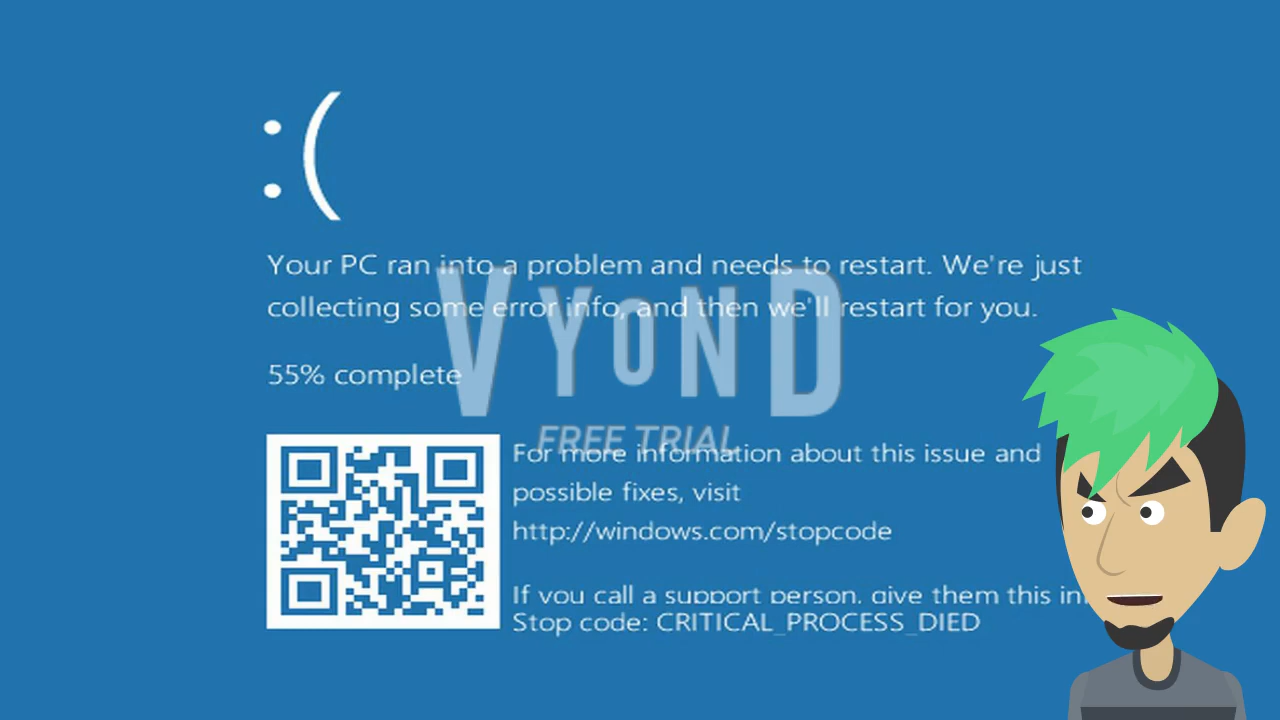 :(
Your PC ran into a problem and needs to restart. We're just
collecting some error info, and then we'll restart for you.
VYOND
55% complete
FREE TRIAL
For more information about this issue and
possible fixes, visit
http://windows.com/stopcode
If you call a support person, give them this in
Stop code: CRITICAL_PROCESS_DIED